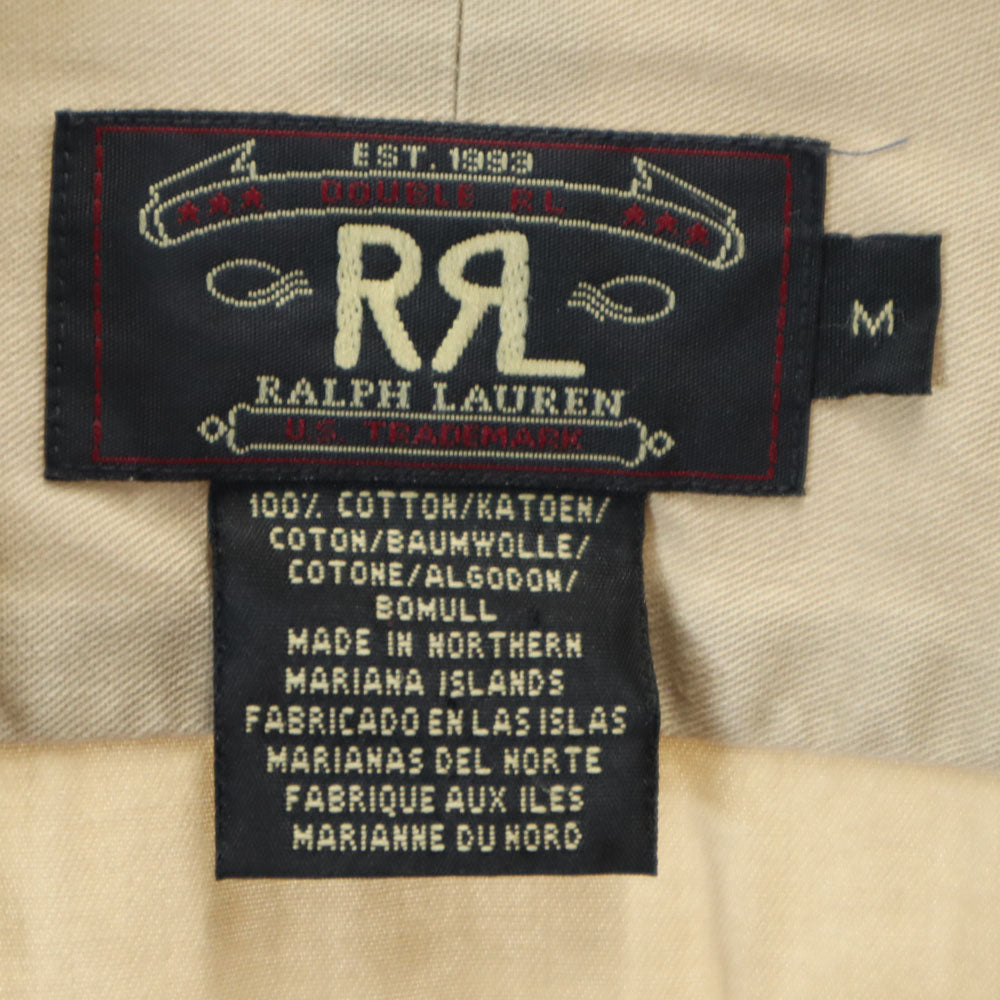 EST. 1993
DOUBLE RL
RRL
RALPH LAUREN
U.S. TRADEMARK
M
100% COTTON/KATOEN/
COTON/BAUMWOLLE/
COTONE/ALGODON/
BOMULL
MADE IN NORTHERN
MARIANA ISLANDS
FABRICADO EN LAS ISLAS
MARIANAS DEL NORTE
FABRIQUE AUX ILES
MARIANNE DU NORD